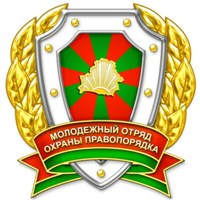 МОЛОДЕЖНЫЙ ОТРЯД
ОХРАНЫ ПРАВОПОРЯДКА